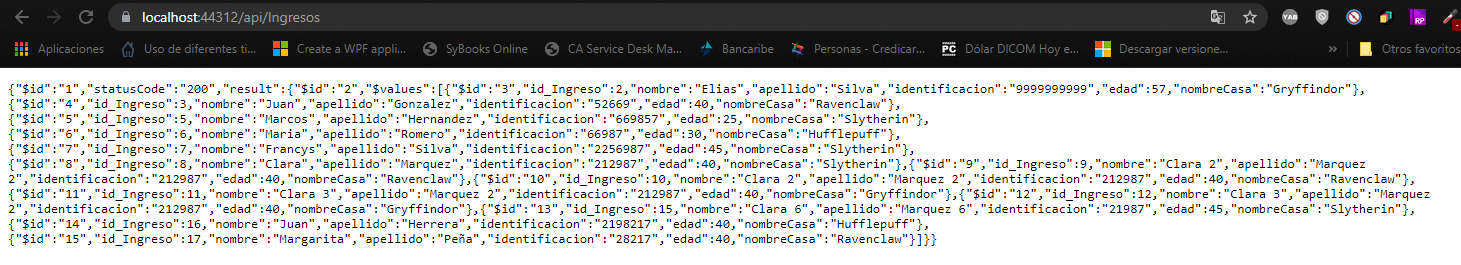 localhost:44312/api/Ingresos
YAB
RP
Aplicaciones
Uso de diferentes ti...
Create a WPF appli...
SyBooks Online
CA Service Desk Ma...
Bancaribe
Personas - Credicar...
PC
Dólar DICOM Hoy e...
Descargar versione...
»
Otros favoritos
{"$id":"1","statusCode":"200","result":{"$id":"2","$values":[{"$id":"3","id_Ingreso":2,"nombre":"Elias","apellido":"Silva","identificacion":"9999999999","edad":57,"nombreCasa":"Gryffindor"},
{"$id":"4","id_Ingreso":3,"nombre":"Juan","apellido":"Gonzalez","identificacion":"52669","edad":40,"nombreCasa":"Ravenclaw"},
{"$id":"5","id_Ingreso":5,"nombre":"Marcos","apellido":"Hernandez","identificacion":"669857","edad":25,"nombreCasa":"Slytherin"},
{"$id":"6","id_Ingreso":6,"nombre":"Maria","apellido":"Romero","identificacion":"66987","edad":30,"nombreCasa":"Hufflepuff"},
{"$id":"7","id_Ingreso":7,"nombre":"Francys","apellido":"Silva","identificacion":"2256987","edad":45,"nombreCasa":"Slytherin"},
{"$id":"8","id_Ingreso":8,"nombre":"Clara","apellido":"Marquez","identificacion":"212987","edad":40,"nombreCasa":"Slytherin"},{"$id":"9","id_Ingreso":9,"nombre":"Clara 2","apellido":"Marquez
2","identificacion":"212987","edad":40,"nombreCasa":"Ravenclaw"},{"$id":"10","id_Ingreso":10,"nombre":"Clara 2","apellido":"Marquez 2","identificacion":"212987","edad":40,"nombreCasa":"Ravenclaw"},
{"$id":"11","id_Ingreso":11,"nombre":"Clara 3","apellido":"Marquez 2","identificacion":"212987","edad":40,"nombreCasa":"Gryffindor"},{"$id":"12","id_Ingreso":12,"nombre":"Clara 3","apellido":"Marquez
2","identificacion":"212987","edad":40,"nombreCasa":"Gryffindor"},{"$id":"13","id_Ingreso":15,"nombre":"Clara 6","apellido":"Marquez 6","identificacion":"21987","edad":45,"nombreCasa":"Slytherin"},
{"$id":"14","id_Ingreso":16,"nombre":"Juan","apellido":"Herrera","identificacion":"2198217","edad":40,"nombreCasa":"Hufflepuff"},
{"$id":"15","id_Ingreso":17,"nombre":"Margarita","apellido":"Peña","identificacion":"28217","edad":40,"nombreCasa":"Ravenclaw"}]}}